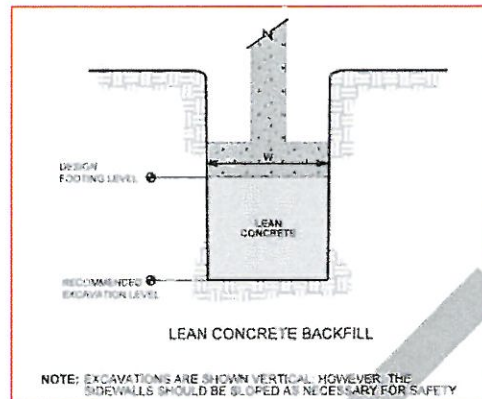 DESIGN
FOOTING LEVEL
W
LEAN
CONCRETE
RECOMMENDED
EXCAVATION LEVEL
LEAN CONCRETE BACKFILL
NOTE: EXCAVATIONS ARE SHOWN VERTICAL; HOWEVER, THE
SIDEWALLS SHOULD BE SLOPED AS NECESSARY FOR SAFETY